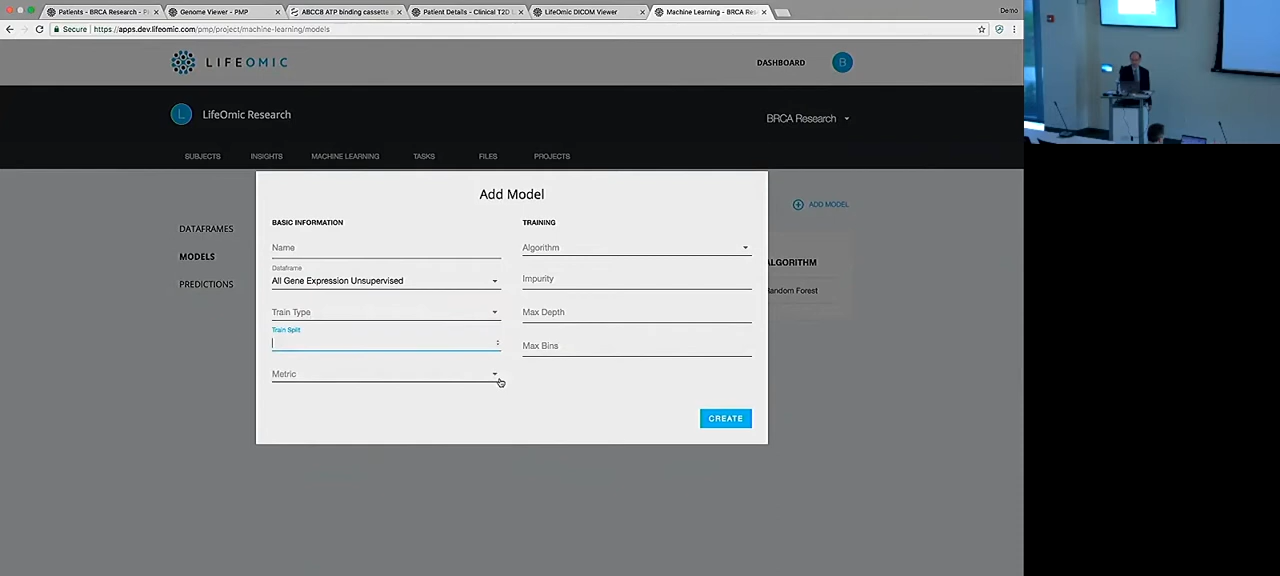 Patients - BRCA Research - P
Genome Viewer - PMP
ABCC8 ATP binding cassette
Patient Details - Clinical T2D
LifeOmic DICOM Viewer
Machine Learning - BRCA Res
Demo
Secure
https://apps.dev.lifeomic.com/pmp/project/machine-learning/models
LIFEOMIC
DASHBOARD
B
L
LifeOmic Research
BRCA Research
SUBJECTS
INSIGHTS
MACHINE LEARNING
TASKS
FILES
PROJECTS
Add Model
ADD MODEL
BASIC INFORMATION
TRAINING
DATAFRAMES
MODELS
PREDICTIONS
Name
Algorithm
Dataframe
All Gene Expression Unsupervised
Impurity
Train Type
Max Depth
Train Split
Max Bins
Metric
CREATE
ALGORITHM
Random Forest